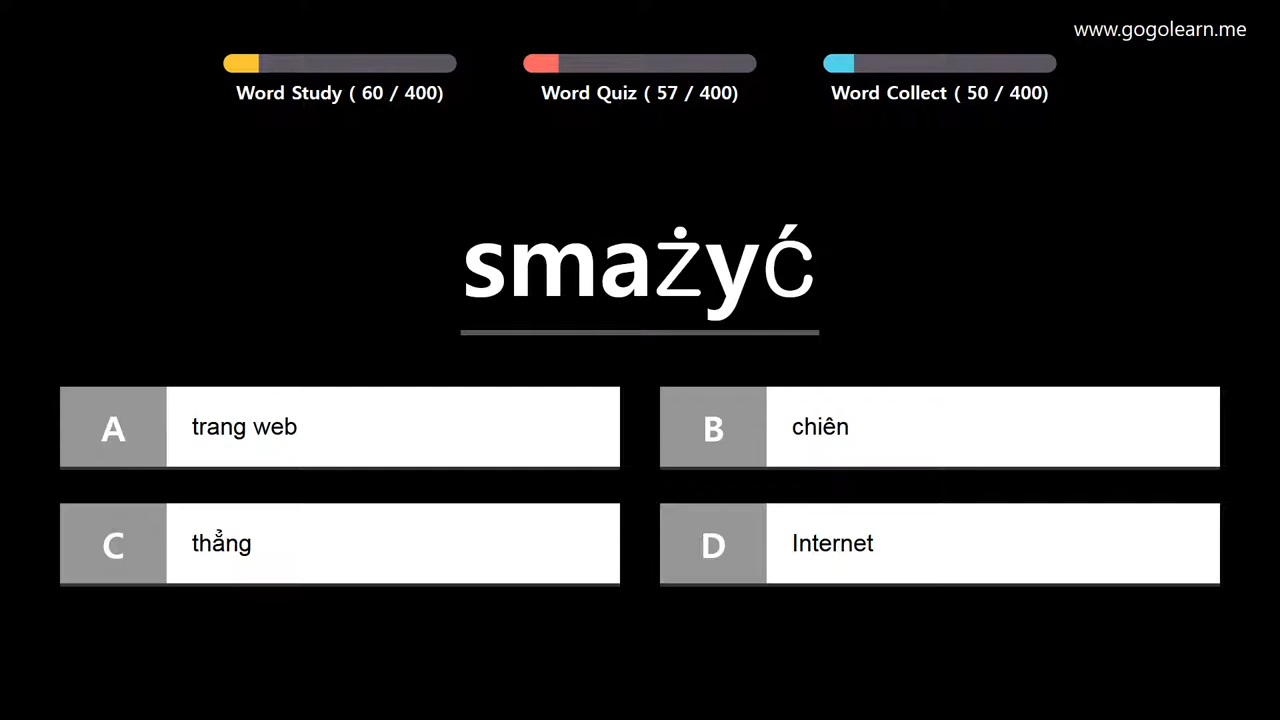 www.gogolearn.me
Word Study ( 60 / 400)
Word Quiz ( 57 / 400)
Word Collect ( 50 / 400)
smażyć
A trang web
B chiên
C thẳng
D Internet